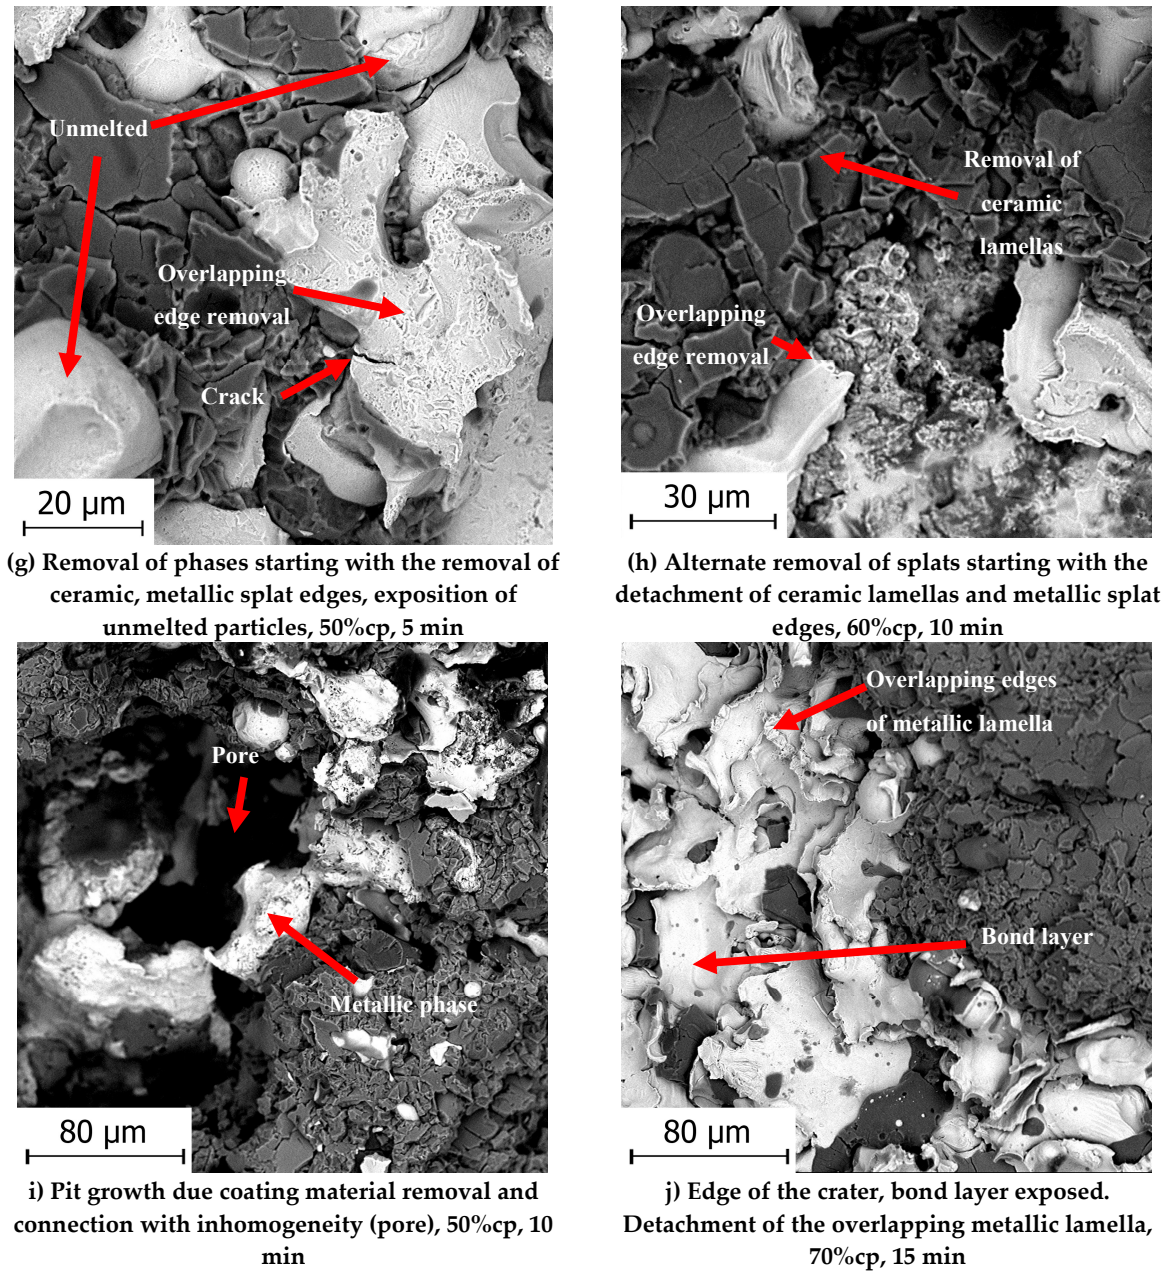 Unmelted
Overlapping
edge removal
Crack
20 µm
Removal of
ceramic
lamellas
Overlapping
edge removal
30 µm
(g) Removal of phases starting with the removal of
ceramic, metallic splat edges, exposition of
unmelted particles, 50%cp, 5 min
(h) Alternate removal of splats starting with the
detachment of ceramic lamellas and metallic splat
edges, 60%cp, 10 min
Pore
Metallic phase
80 µm
Overlapping edges
of metallic lamella
Bond layer
80 µm
i) Pit growth due coating material removal and
connection with inhomogeneity (pore), 50%cp, 10
min
j) Edge of the crater, bond layer exposed.
Detachment of the overlapping metallic lamella,
70%cp, 15 min